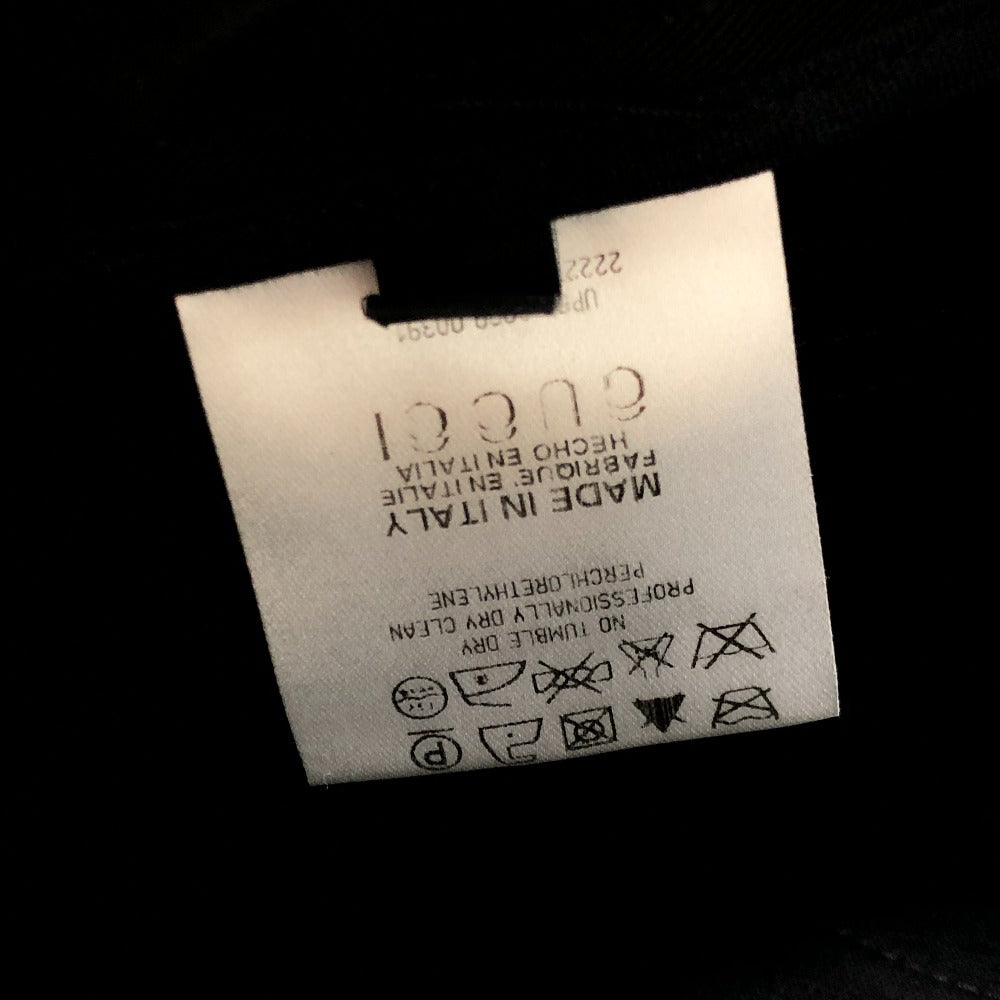 NO TUMBLE DRY
PROFESSIONALLY DRY CLEAN
PERCHLORETHYLENE
MADE IN ITALY
FABRIQUE' EN ITALIE
HECHO EN ITALIA
GUCCI